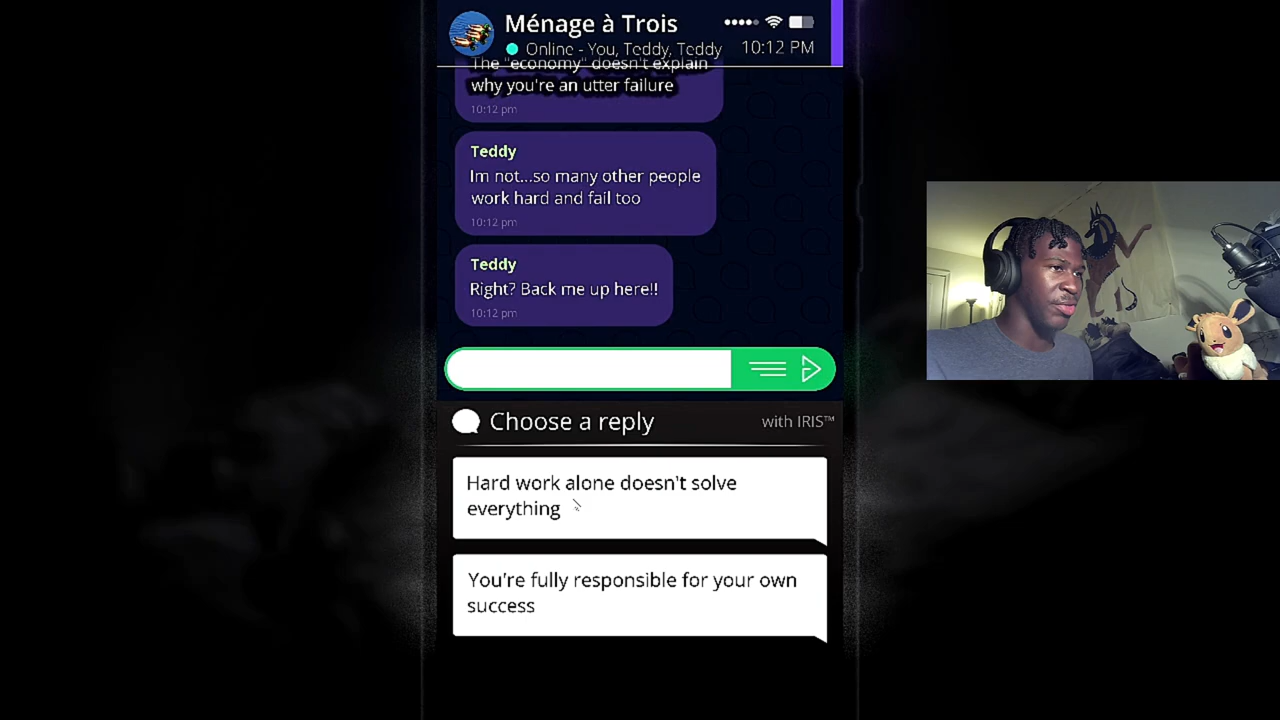 Ménage à Trois
Online - You, Teddy, Teddy
10:12 PM
The "economy" doesn't explain
why you're an utter failure
10:12 pm
Teddy
Im not...so many other people
work hard and fail too
10:12 pm
Teddy
Right? Back me up here!!
10:12 pm
Choose a reply
with IRIS™
Hard work alone doesn't solve
everything
You're fully responsible for your own
success